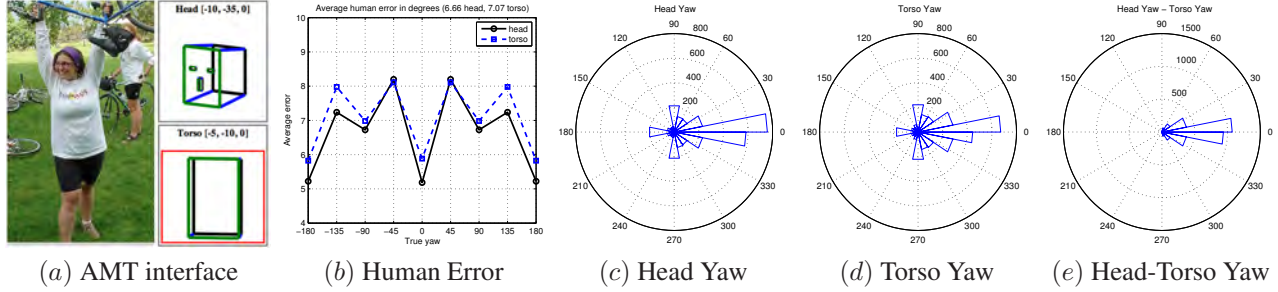 Head [-10, -35, 0]
Torso [-5, -10, 0]
(a) AMT interface
Average human error in degrees (6.66 head, 7.07 torso)
10
9
8
7
6
5
4
Average error
head
torso
−180 −135 −90 −45 0 45 90 135 180
True yaw
(b) Human Error
Head Yaw
90
800
120 60
600
400
150 30
200
180 0
210 330
240 300
270
(c) Head Yaw
Torso Yaw
90
800
120 60
600
400
150 30
200
180 0
210 330
240 300
270
(d) Torso Yaw
Head Yaw − Torso Yaw
90
1500
120 60
1000
150 30
500
180 0
210 330
240 300
270
(e) Head-Torso Yaw